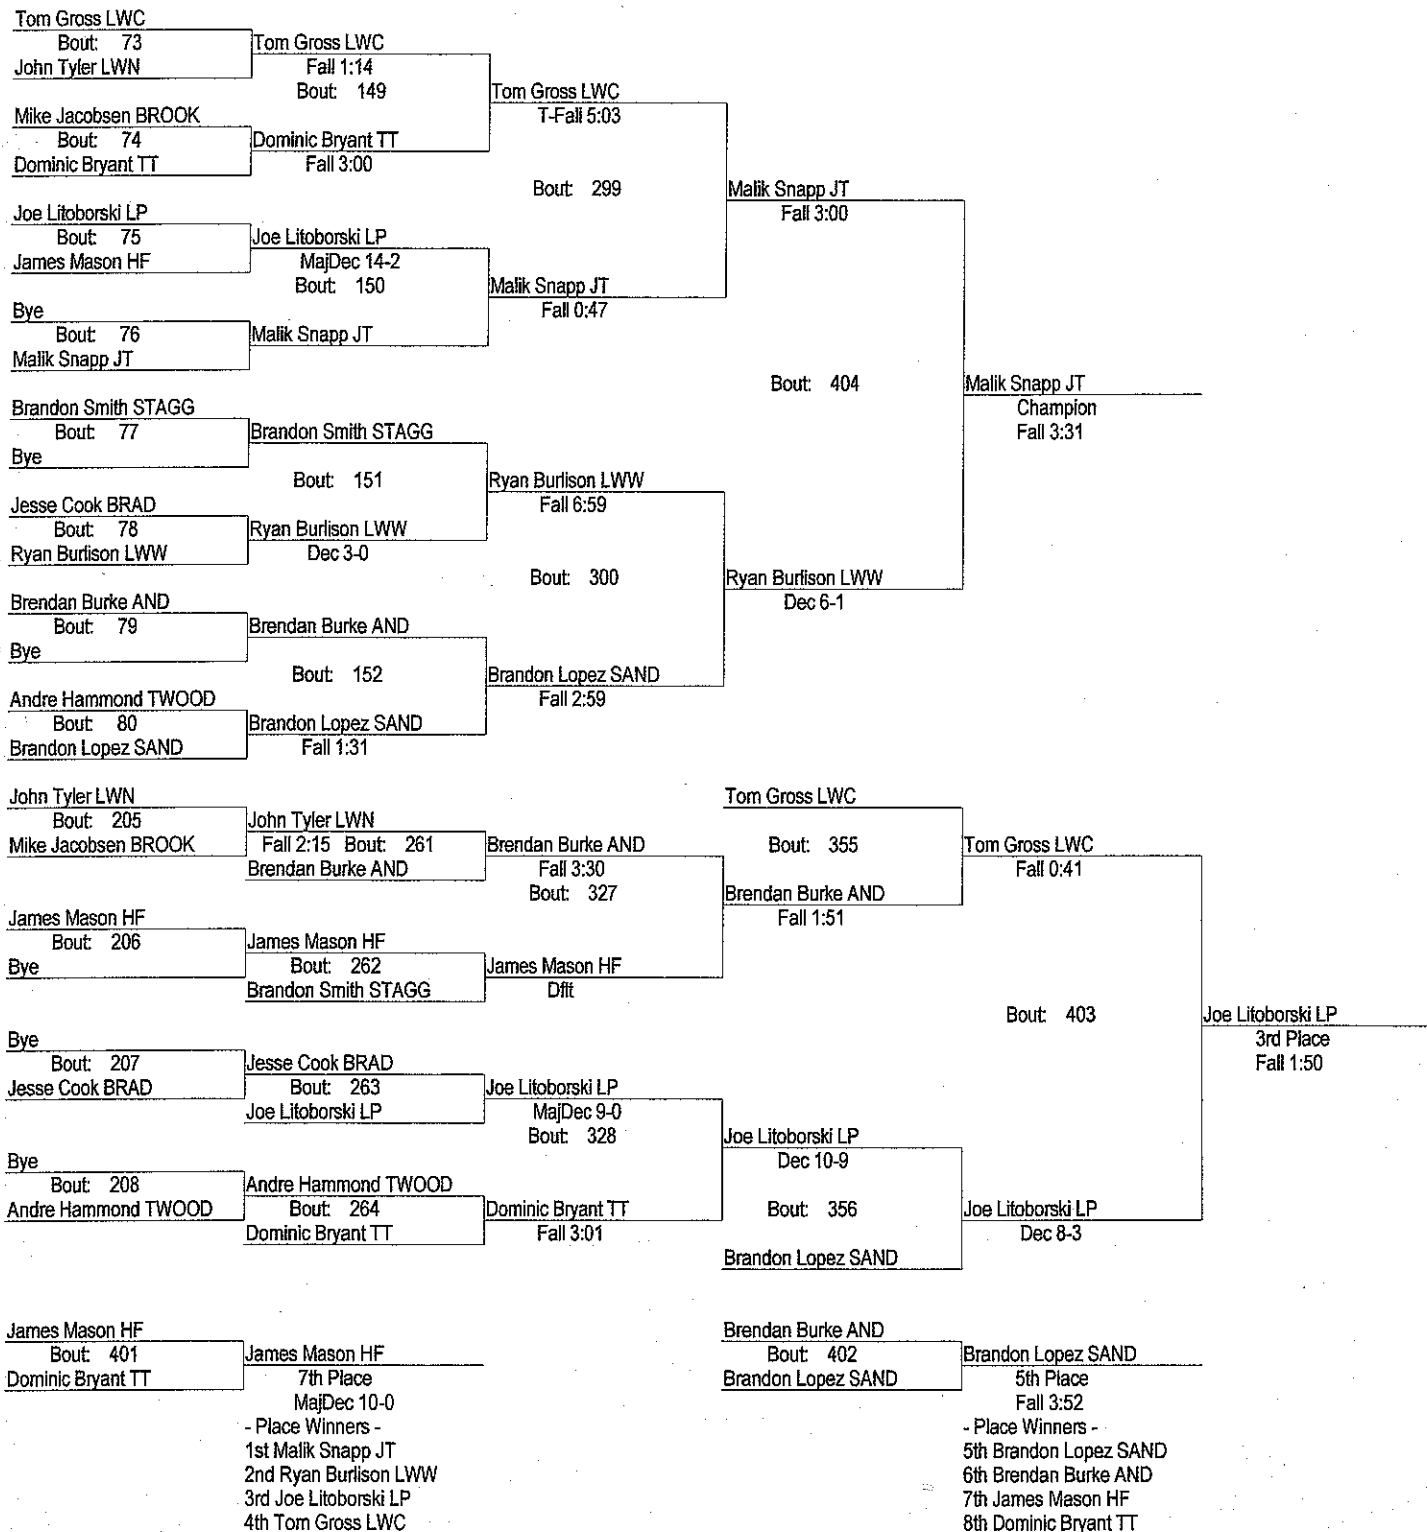 Tom Gross LWC
Bout: 73
John Tyler LWN
Tom Gross LWC
Fall 1:14
Bout: 149
Mike Jacobsen BROOK
Bout: 74
Dominic Bryant TT
Dominic Bryant TT
Fall 3:00
Tom Gross LWC
T-Fall 5:03
Bout: 299
Joe Litoborski LP
Bout: 75
James Mason HF
Joe Litoborski LP
MajDec 14-2
Bout: 150
Bye
Bout: 76
Malik Snapp JT
Malik Snapp JT
Malik Snapp JT
Fall 0:47
Malik Snapp JT
Fall 3:00
Bout: 404
Malik Snapp JT
Champion
Fall 3:31
Brandon Smith STAGG
Bout: 77
Bye
Brandon Smith STAGG
Bout: 151
Jesse Cook BRAD
Bout: 78
Ryan Burlison LWW
Ryan Burlison LWW
Dec 3-0
Ryan Burlison LWW
Fall 6:59
Bout: 300
Ryan Burlison LWW
Dec 6-1
Brendan Burke AND
Bout: 79
Bye
Brendan Burke AND
Bout: 152
Andre Hammond TWOOD
Bout: 80
Brandon Lopez SAND
Brandon Lopez SAND
Fall 1:31
Brandon Lopez SAND
Fall 2:59
John Tyler LWN
Bout: 205
Mike Jacobsen BROOK
John Tyler LWN
Fall 2:15 Bout: 261
Brendan Burke AND
Brendan Burke AND
Fall 3:30
Bout: 327
James Mason HF
Bout: 206
Bye
James Mason HF
Bout: 262
Brandon Smith STAGG
James Mason HF
Dflt
Tom Gross LWC
Bout: 355
Brendan Burke AND
Fall 1:51
Tom Gross LWC
Fall 0:41
Bout: 403
Joe Litoborski LP
3rd Place
Fall 1:50
Bye
Bout: 207
Jesse Cook BRAD
Jesse Cook BRAD
Bout: 263
Joe Litoborski LP
Joe Litoborski LP
MajDec 9-0
Bout: 328
Bye
Bout: 208
Andre Hammond TWOOD
Andre Hammond TWOOD
Bout: 264
Dominic Bryant TT
Dominic Bryant TT
Fall 3:01
Joe Litoborski LP
Dec 10-9
Bout: 356
Brandon Lopez SAND
Joe Litoborski LP
Dec 8-3
James Mason HF
Bout: 401
Dominic Bryant TT
James Mason HF
7th Place
MajDec 10-0
- Place Winners -
1st Malik Snapp JT
2nd Ryan Burlison LWW
3rd Joe Litoborski LP
4th Tom Gross LWC
Brendan Burke AND
Bout: 402
Brandon Lopez SAND
Brandon Lopez SAND
5th Place
Fall 3:52
- Place Winners -
5th Brandon Lopez SAND
6th Brendan Burke AND
7th James Mason HF
8th Dominic Bryant TT